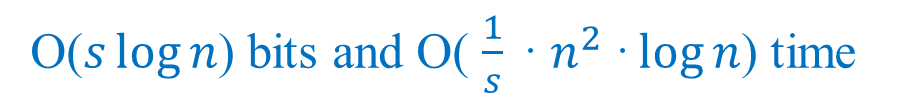 O(s log n) bits and O( 1/s · n² · log n) time